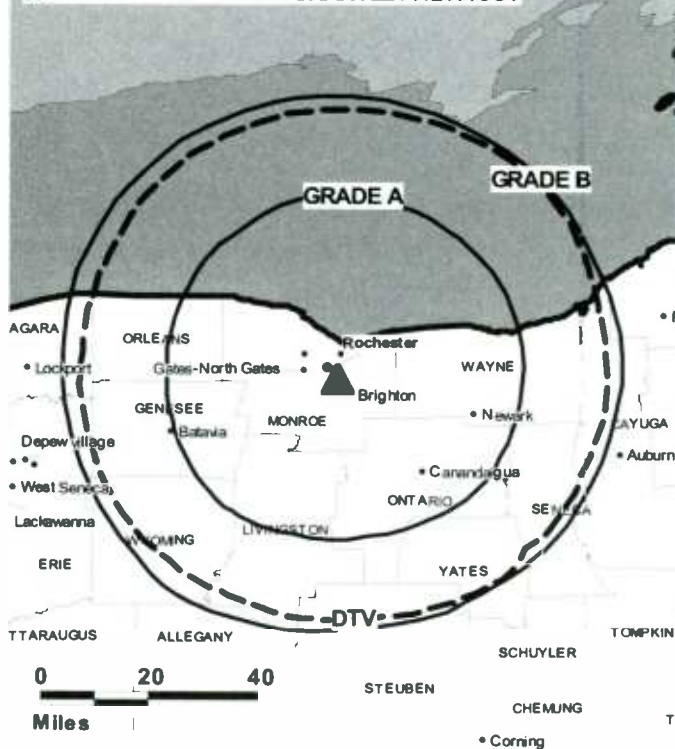 GRADE A
GRADE B
AGARA
ORLEANS
Rochester
Lockport
Gates-North Gates
WAYNE
Brighton
GENESEE
MONROE
Newark
AYUGA
Batavia
Depew Village
Auburn
Canandaigua
West Seneca
ONTARIO
SENECA
Lackawanna
LIVINGSTON
WYOMING
ERIE
YATES
DTV
TTARAUGUS
ALLEGANY
TOMPKIN
SCHUYLER
0 20 40
STEUBEN
Miles
CHEMUNG
T
Corning